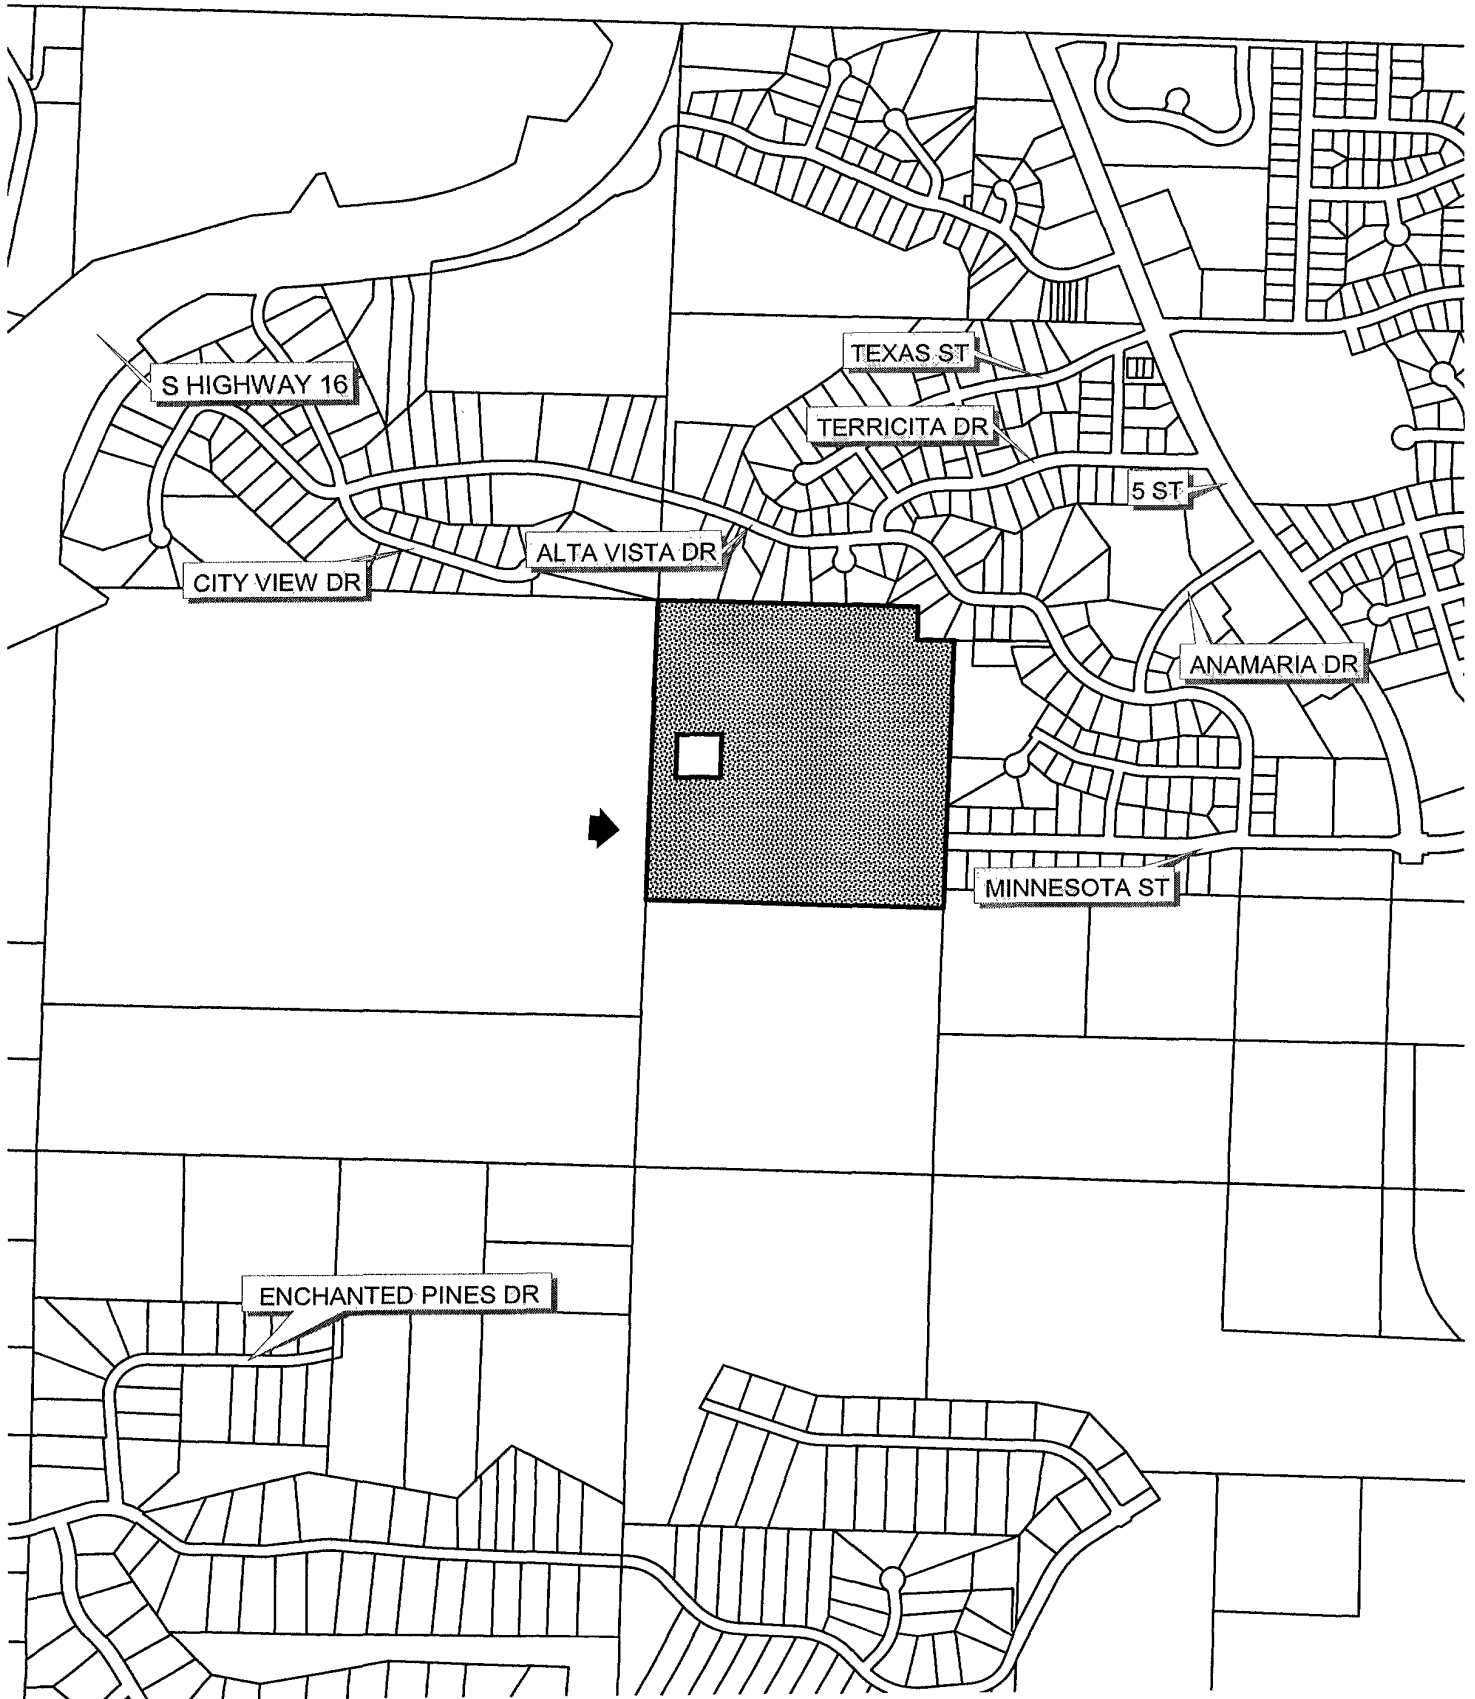 TEXAS ST
S HIGHWAY 16
TERRICITA DR
5 ST
ALTA VISTA DR
CITY VIEW DR
ANAMARIA DR
MINNESOTA ST
ENCHANTED PINES DR